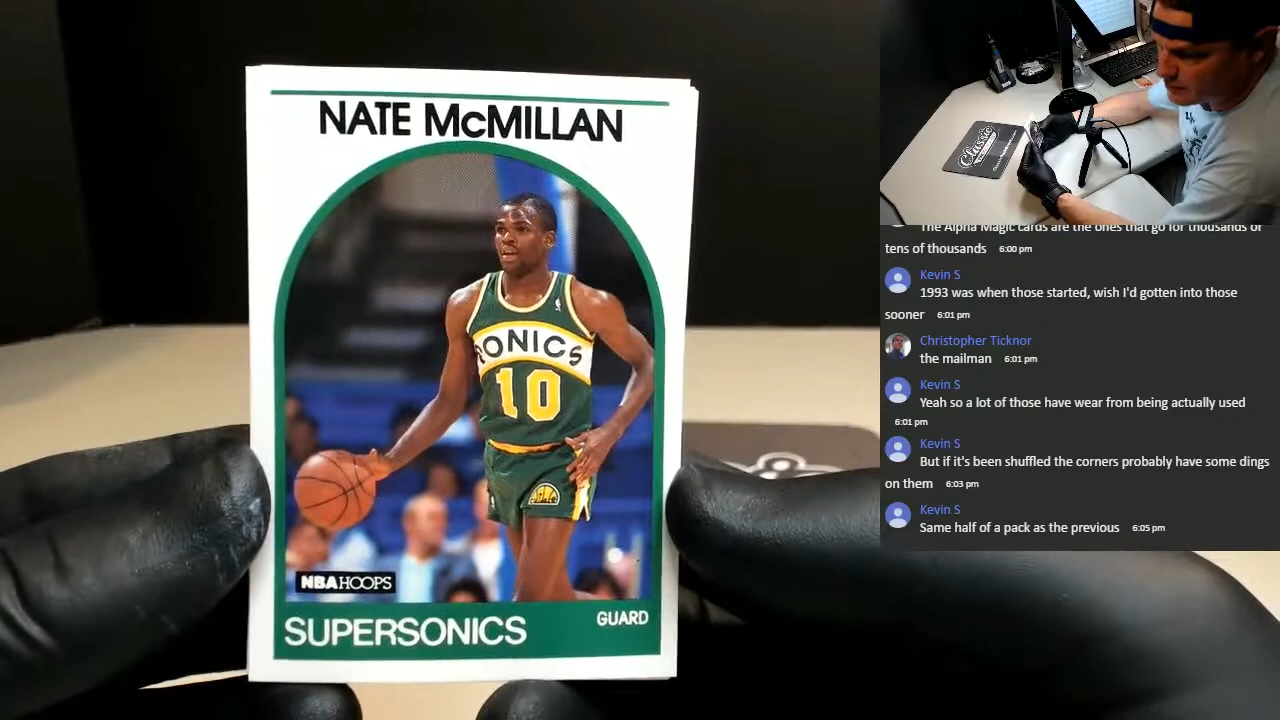 NATE McMILLAN
SONICS
10
NBA HOOPS
SUPERSONICS
GUARD
Classic
The Alpha Magic cards are the ones that go for thousands or
tens of thousands 6:00 pm
Kevin S
1993 was when those started, wish I'd gotten into those
sooner 6:01 pm
Christopher Ticknor
the mailman 6:01 pm
Kevin S
Yeah so a lot of those have wear from being actually used
6:01 pm
Kevin S
But if it's been shuffled the corners probably have some dings
on them 6:03 pm
Kevin S
Same half of a pack as the previous 6:05 pm